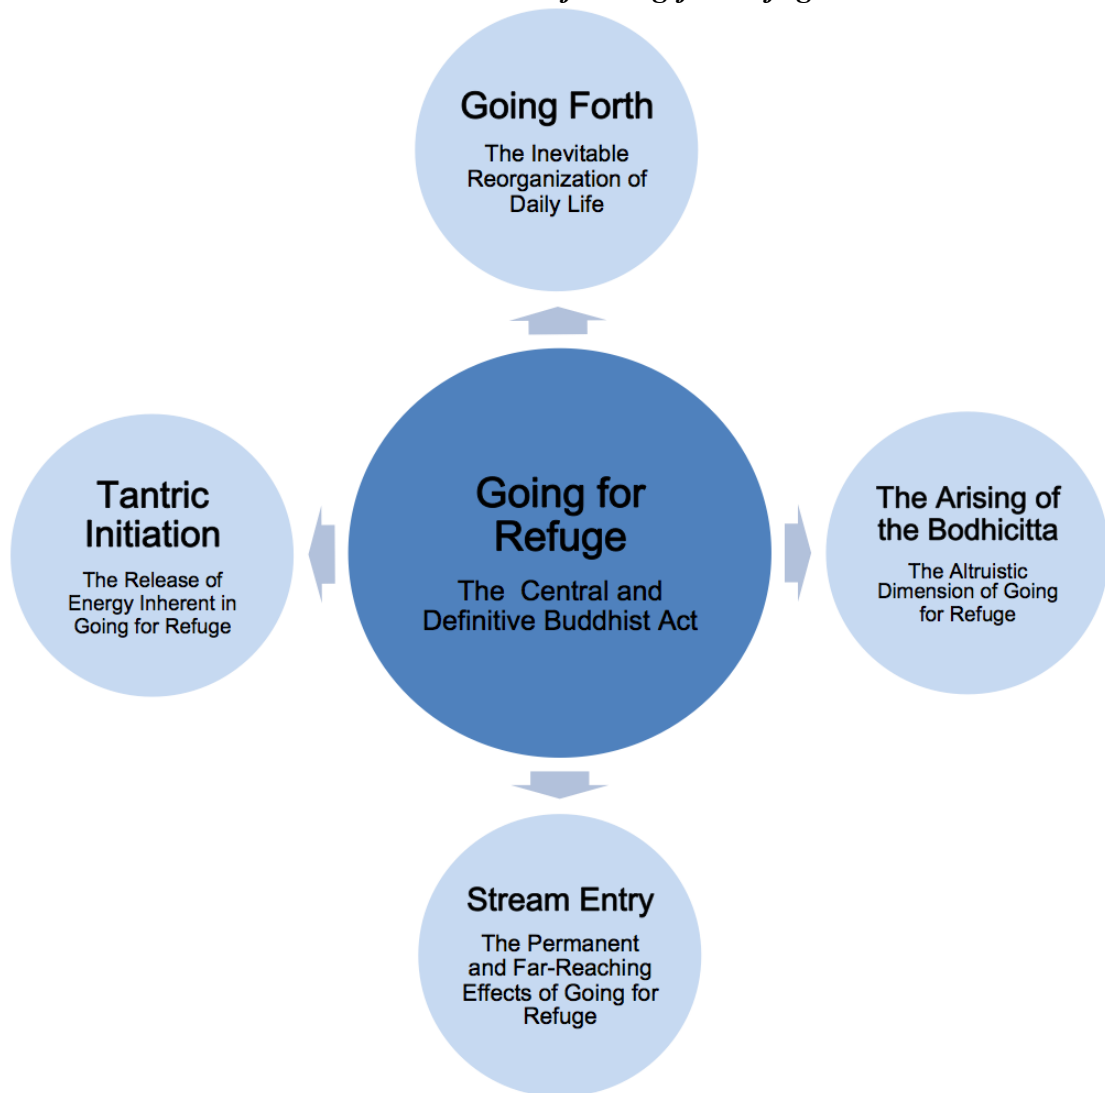 Going Forth
The Inevitable
Reorganization of
Daily Life
Tantric
Initiation
The Release of
Energy Inherent in
Going for Refuge
Going for
Refuge
The Central and
Definitive Buddhist Act
The Arising of
the Bodhicitta
The Altruistic
Dimension of Going
for Refuge
Stream Entry
The Permanent
and Far-Reaching
Effects of Going for
Refuge